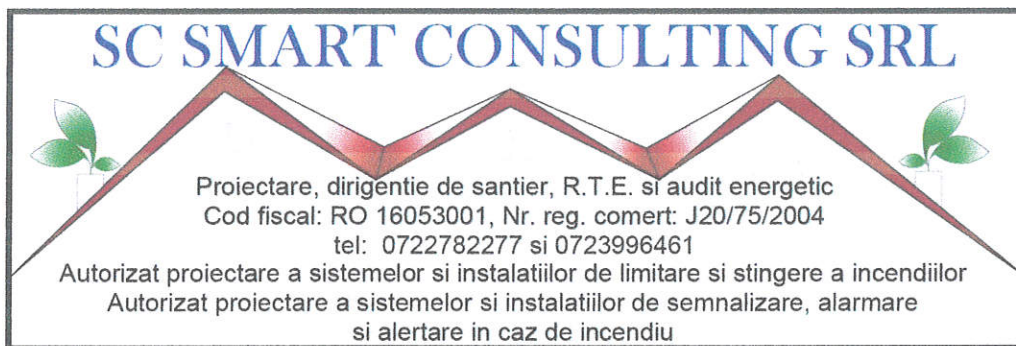 SC SMART CONSULTING SRL
Proiectare, dirigentie de santier, R.T.E. si audit energetic
Cod fiscal: RO 16053001, Nr. reg. comert: J20/75/2004
tel: 0722782277 si 0723996461
Autorizat proiectare a sistemelor si instalatiilor de limitare si stingere a incendiilor
Autorizat proiectare a sistemelor si instalatiilor de semnalizare, alarmare
si alertare in caz de incendiu